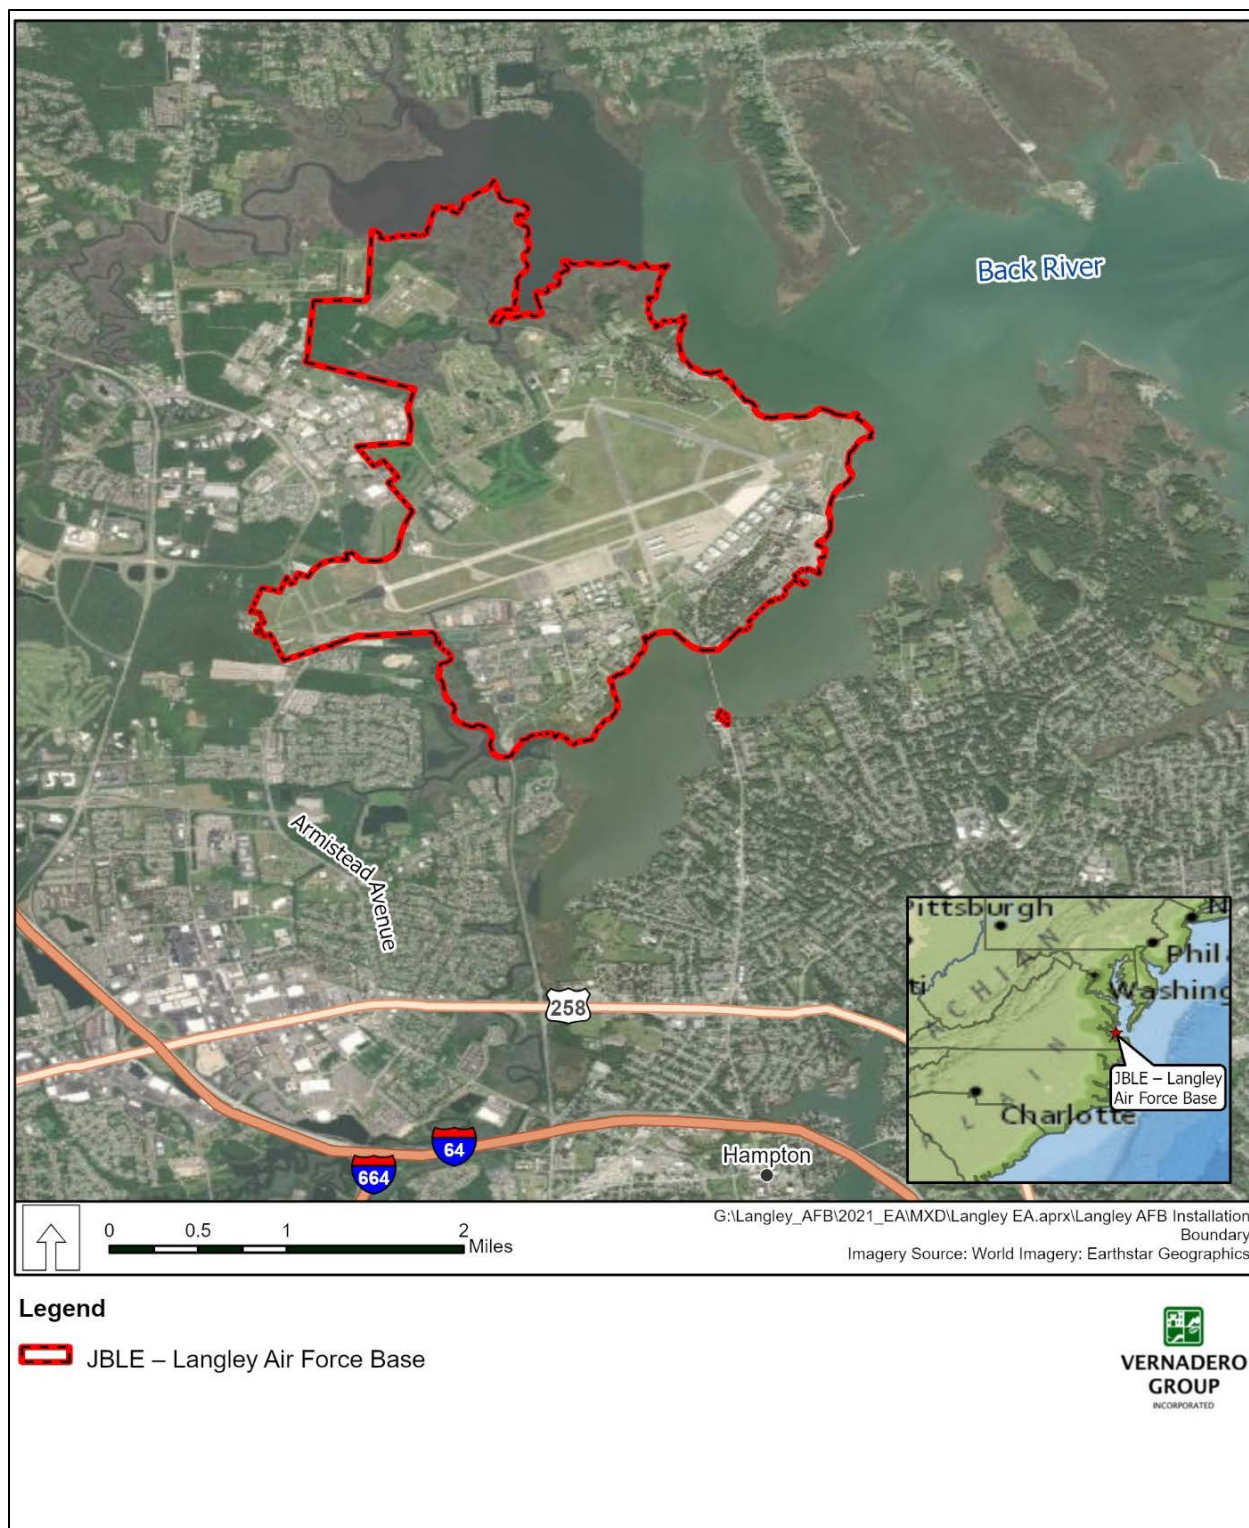 Back River
Armistead Avenue
258
64
664
Hampton
ittsburgh
Phil
Washing
ACHIAN
M
N
ti
L A I N
Charlotte
JBLE – Langley
Air Force Base
0 0.5 1 2
Miles
G:\Langley_AFB\2021_EA\MXD\Langley EA.aprx\Langley AFB Installation
Boundary
Imagery Source: World Imagery: Earthstar Geographics
Legend
JBLE – Langley Air Force Base
VERNADERO
GROUP
INCORPORATED